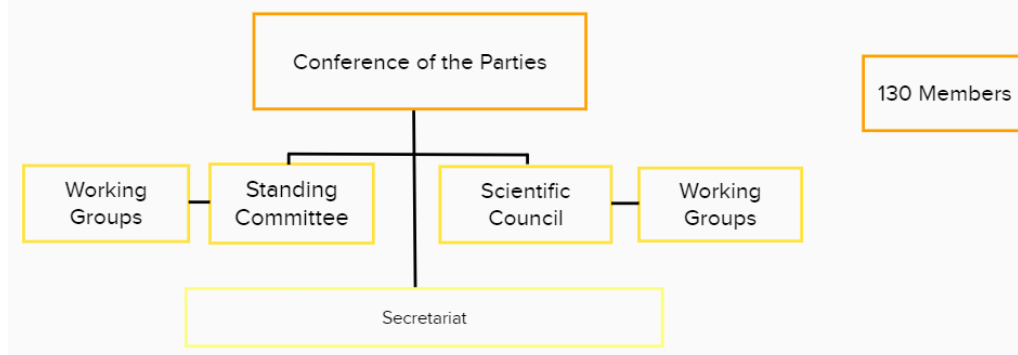 Conference of the Parties
130 Members
Working
Groups
Standing
Committee
Scientific
Council
Working
Groups
Secretariat